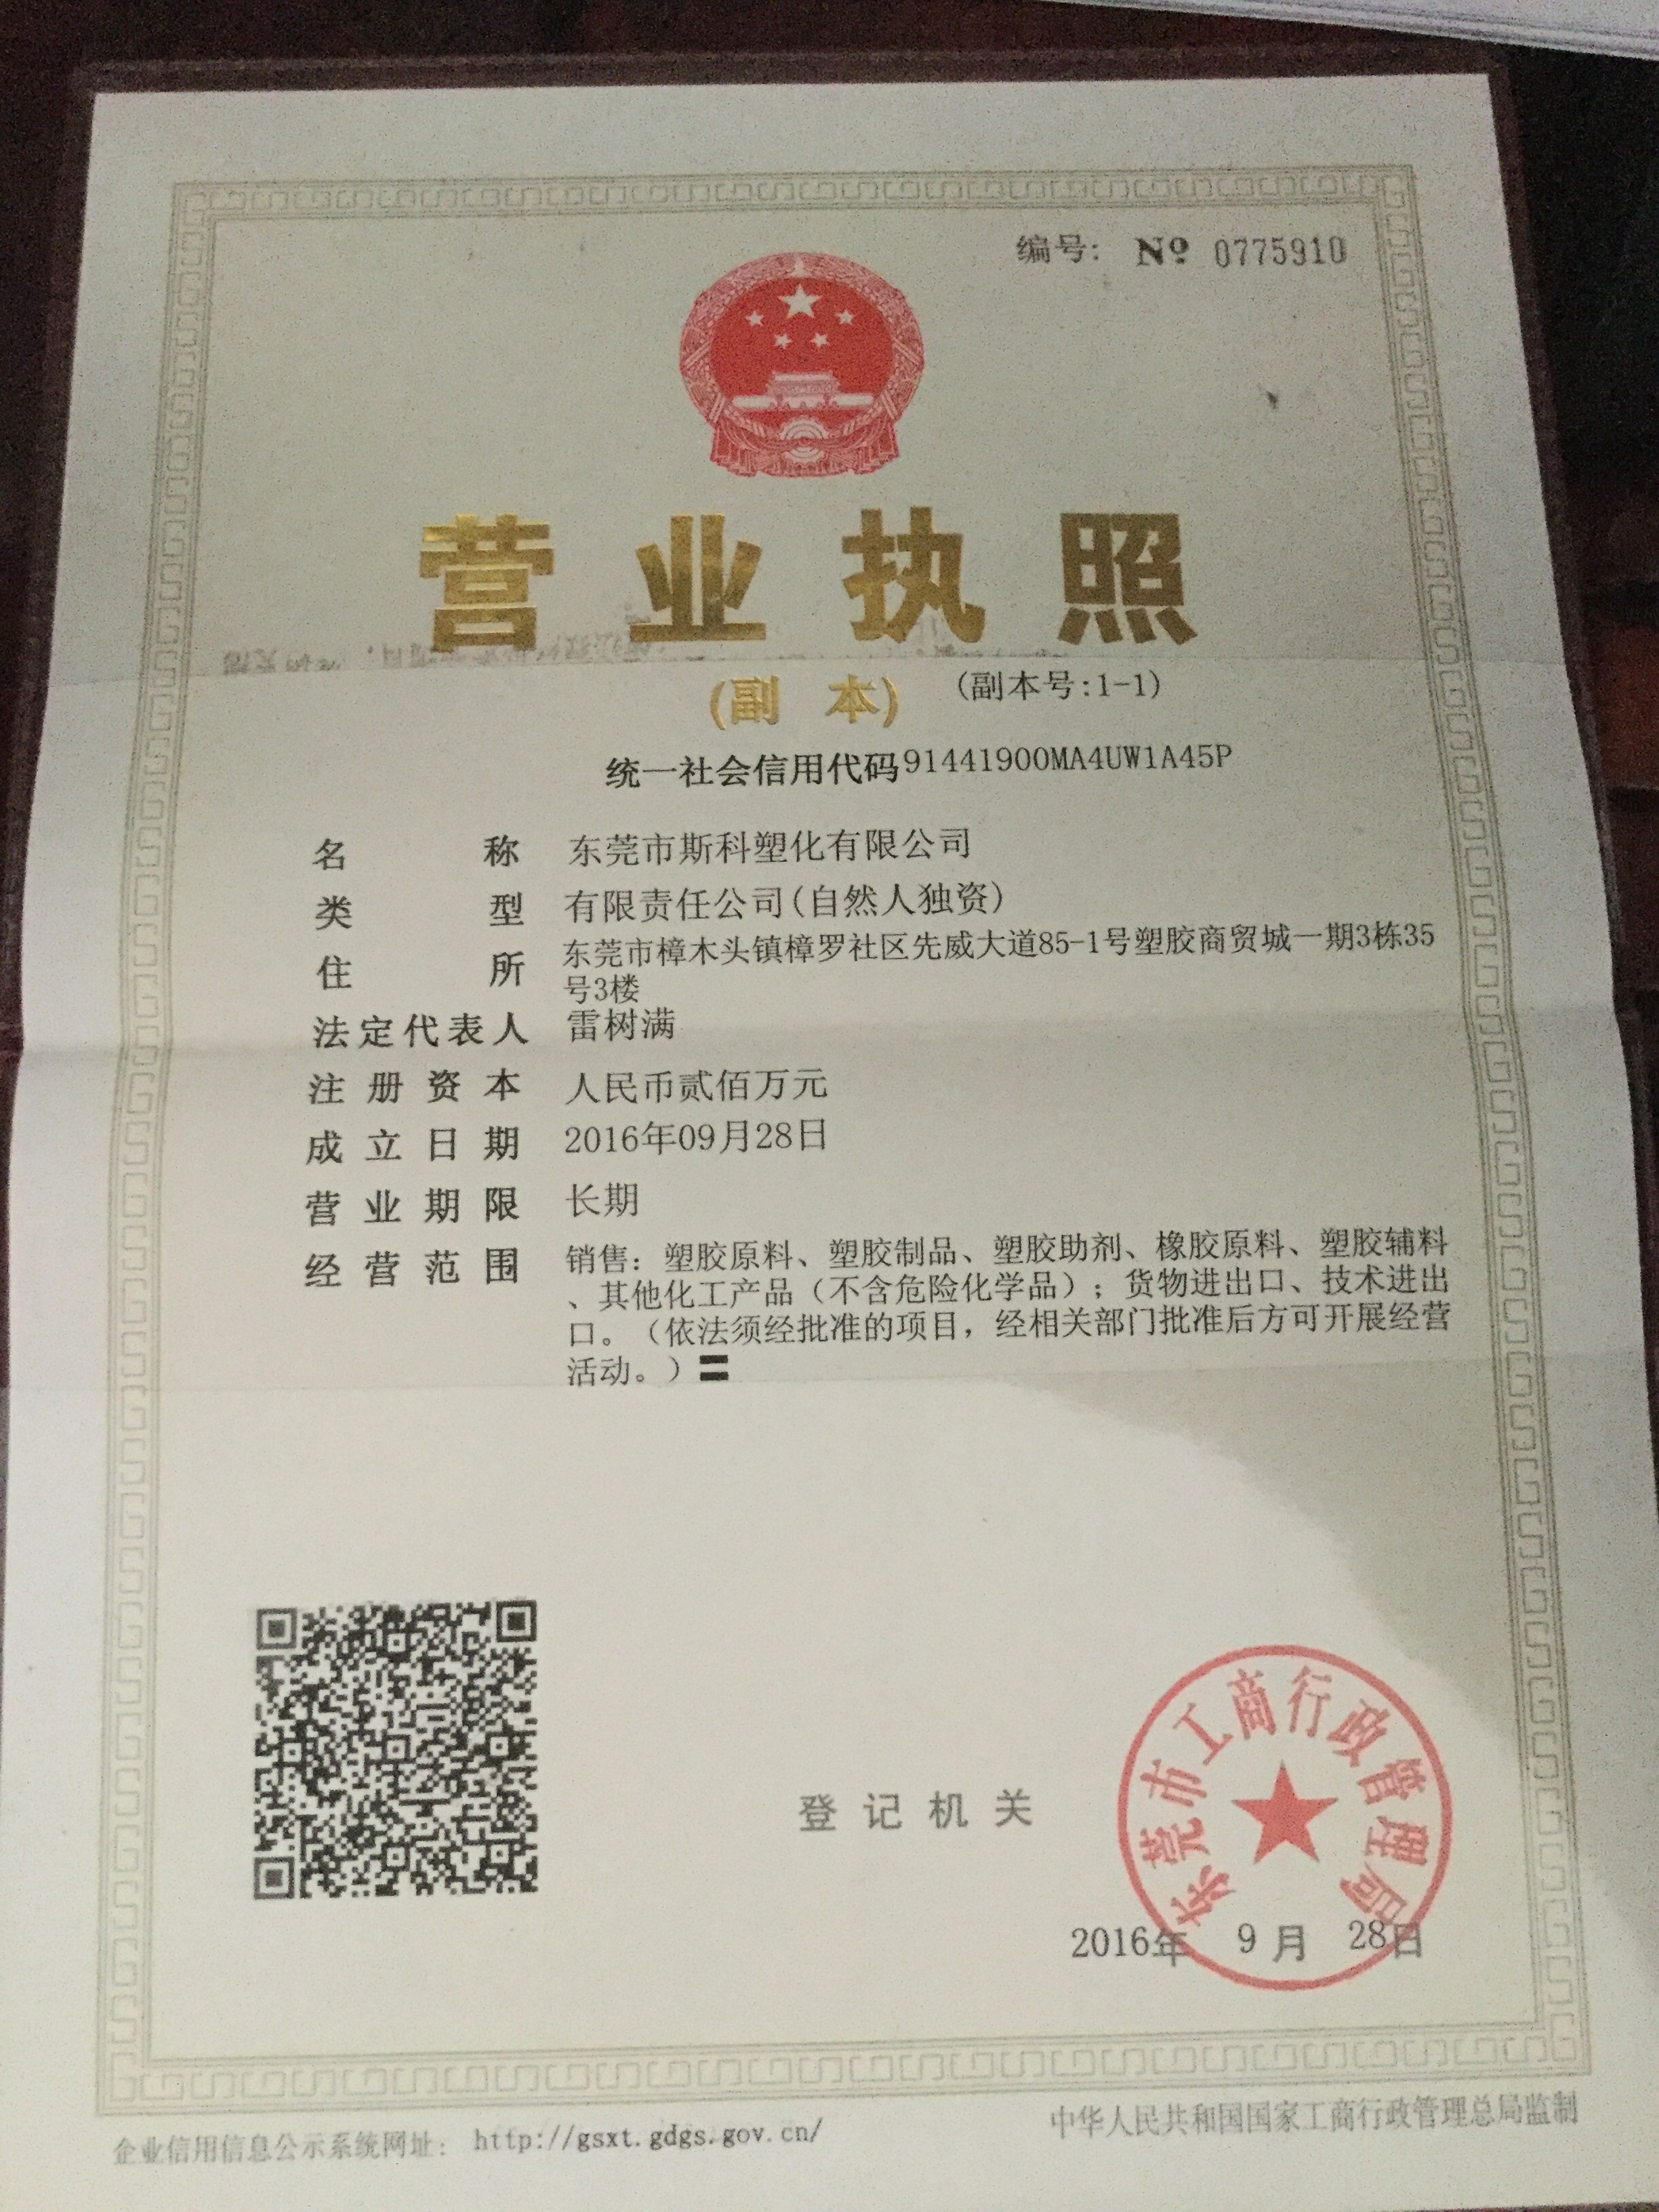 编号: № 0775910
营业执照
(副 本) (副本号:1-1)
统一社会信用代码91441900MA4UW1A45P
名 称 东莞市斯科塑化有限公司
类 型 有限责任公司(自然人独资)
住 所 东莞市樟木头镇樟罗社区先威大道85-1号塑胶商贸城一期3栋35
号3楼
法定代表人 雷树满
注册资本 人民币贰佰万元
成立日期 2016年09月28日
营业期限 长期
经营范围 销售：塑胶原料、塑胶制品、塑胶助剂、橡胶原料、塑胶辅料
、其他化工产品（不含危险化学品）；货物进出口、技术进出
口。（依法须经批准的项目，经相关部门批准后方可开展经营
活动。）
东莞市工商行政管理局
登记机关
2016年 9月 28日
企业信用信息公示系统网址： http://gsxt.gdgs.gov.cn/
中华人民共和国国家工商行政管理总局监制